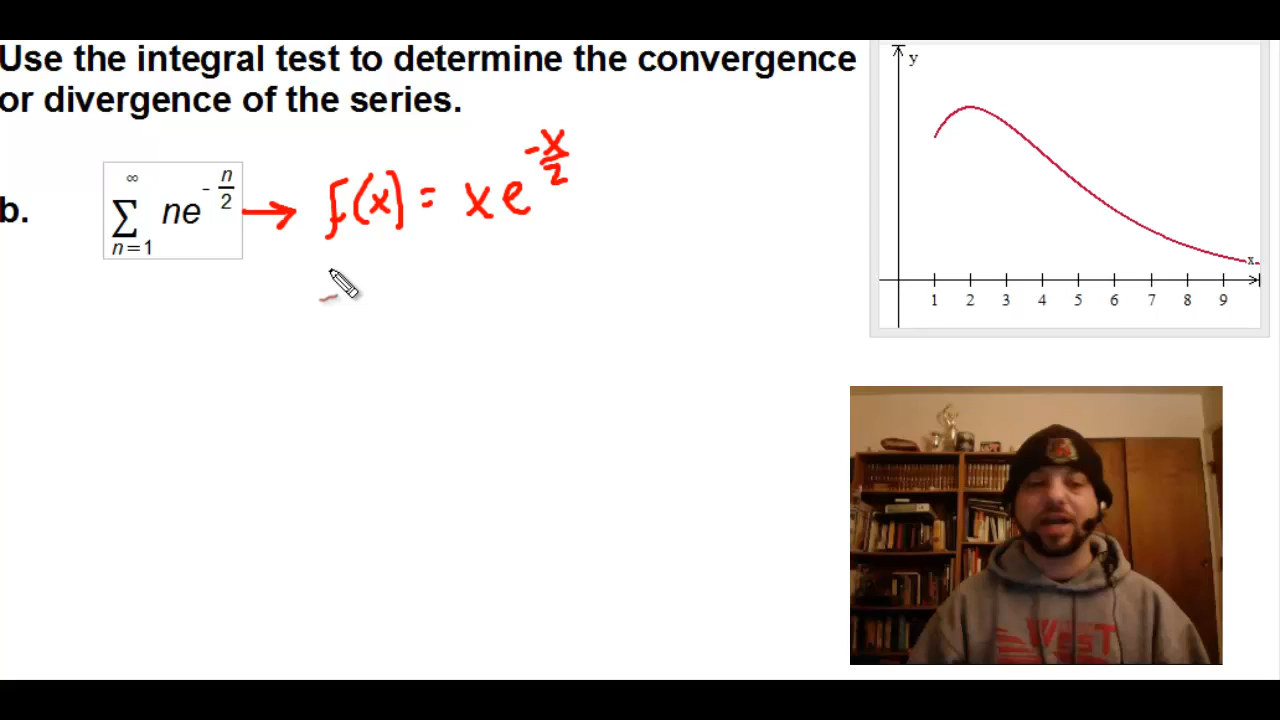 Use the integral test to determine the convergence
or divergence of the series.
b. ∞ ∑ n=1 ne^(-n/2) → f(x) = xe^(-x/2)
y
x
1 2 3 4 5 6 7 8 9
WEST